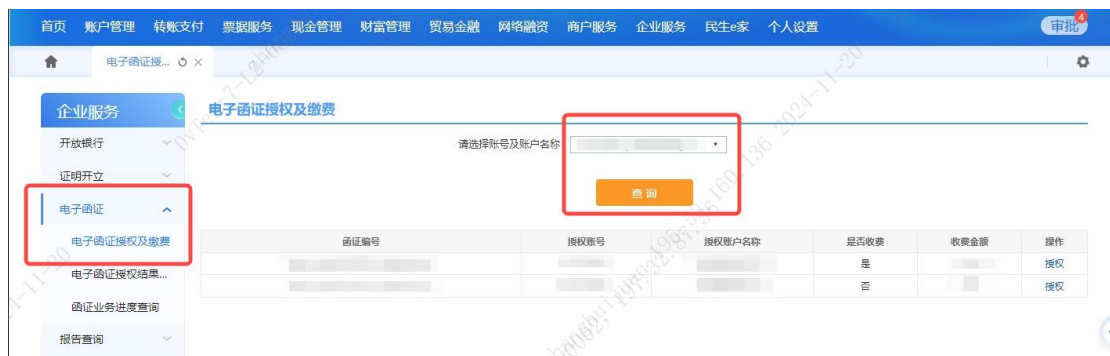 首页 账户管理 转账支付 票据服务 现金管理 财富管理 贸易金融 网络融资 商户服务 企业服务 民生e家 个人设置 审批 4
电子函证授... ×
企业服务
电子函证授权及缴费
开放银行
请选择账号及账户名称
证明开立
查询
电子函证
电子函证授权及缴费
函证编号 授权账号 授权账户名称 是否收费 收费金额 操作
是 授权
电子函证授权结果...
否 授权
函证业务进度查询
报告查询
2024-11-20